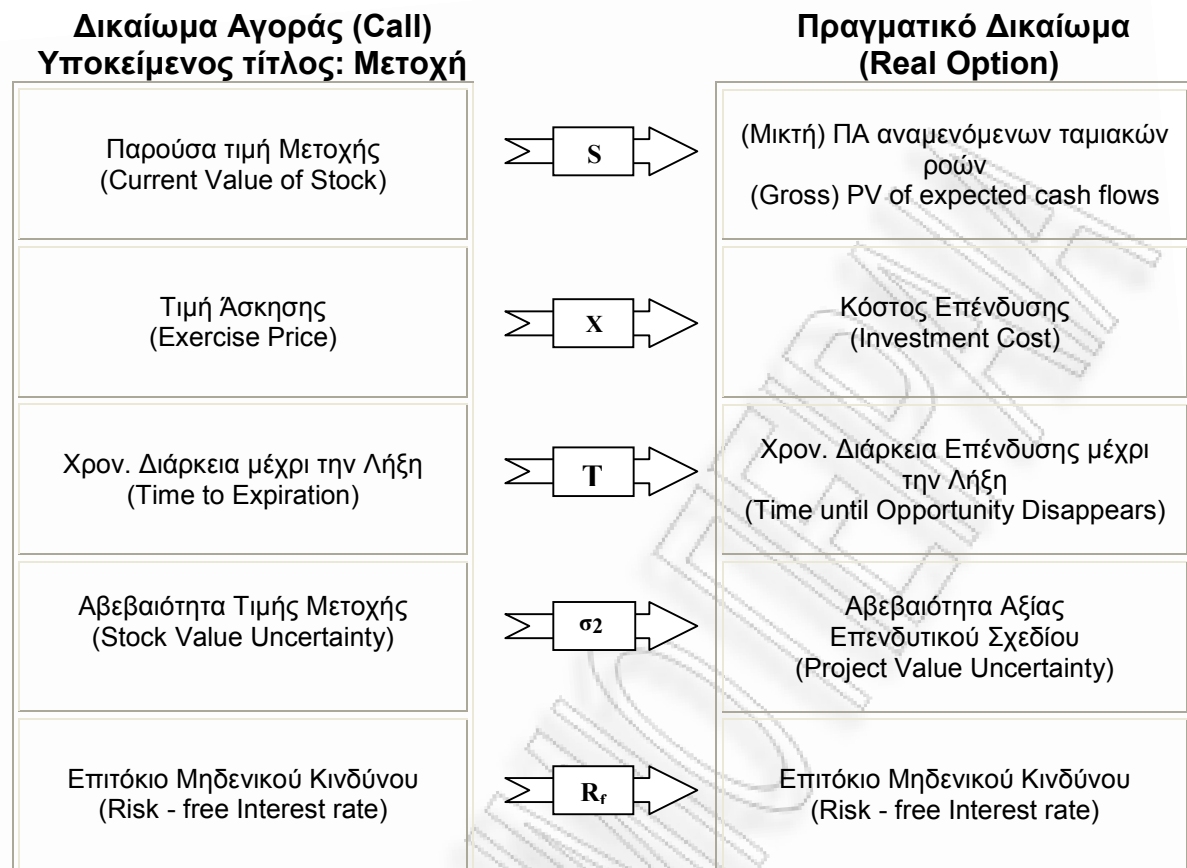 Δικαίωμα Αγοράς (Call)
Υποκείμενος τίτλος: Μετοχή
Πραγματικό Δικαίωμα
(Real Option)
Παρούσα τιμή Μετοχής
(Current Value of Stock)
S
(Μικτή) ΠΑ αναμενόμενων ταμιακών
ροών
(Gross) PV of expected cash flows
Τιμή Άσκησης
(Exercise Price)
X
Κόστος Επένδυσης
(Investment Cost)
Χρον. Διάρκεια μέχρι την Λήξη
(Time to Expiration)
T
Χρον. Διάρκεια Επένδυσης μέχρι
την Λήξη
(Time until Opportunity Disappears)
Αβεβαιότητα Τιμής Μετοχής
(Stock Value Uncertainty)
σ2
Αβεβαιότητα Αξίας
Επενδυτικού Σχεδίου
(Project Value Uncertainty)
Επιτόκιο Μηδενικού Κινδύνου
(Risk - free Interest rate)
Rf
Επιτόκιο Μηδενικού Κινδύνου
(Risk - free Interest rate)